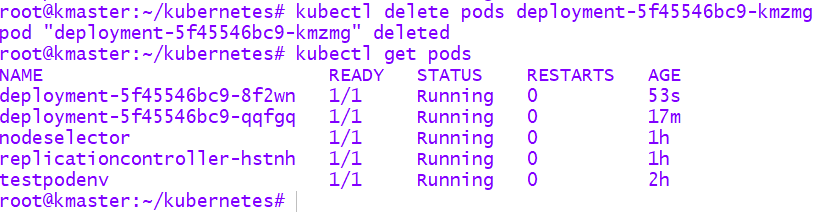 root@kmaster:~/kubernetes# kubectl delete pods deployment-5f45546bc9-kmzmg
pod "deployment-5f45546bc9-kmzmg" deleted
root@kmaster:~/kubernetes# kubectl get pods
NAME READY STATUS RESTARTS AGE
deployment-5f45546bc9-8f2wn 1/1 Running 0 53s
deployment-5f45546bc9-qqfgq 1/1 Running 0 17m
nodeselector 1/1 Running 0 1h
replicationcontroller-hstnh 1/1 Running 0 1h
testpodenv 1/1 Running 0 2h
root@kmaster:~/kubernetes#